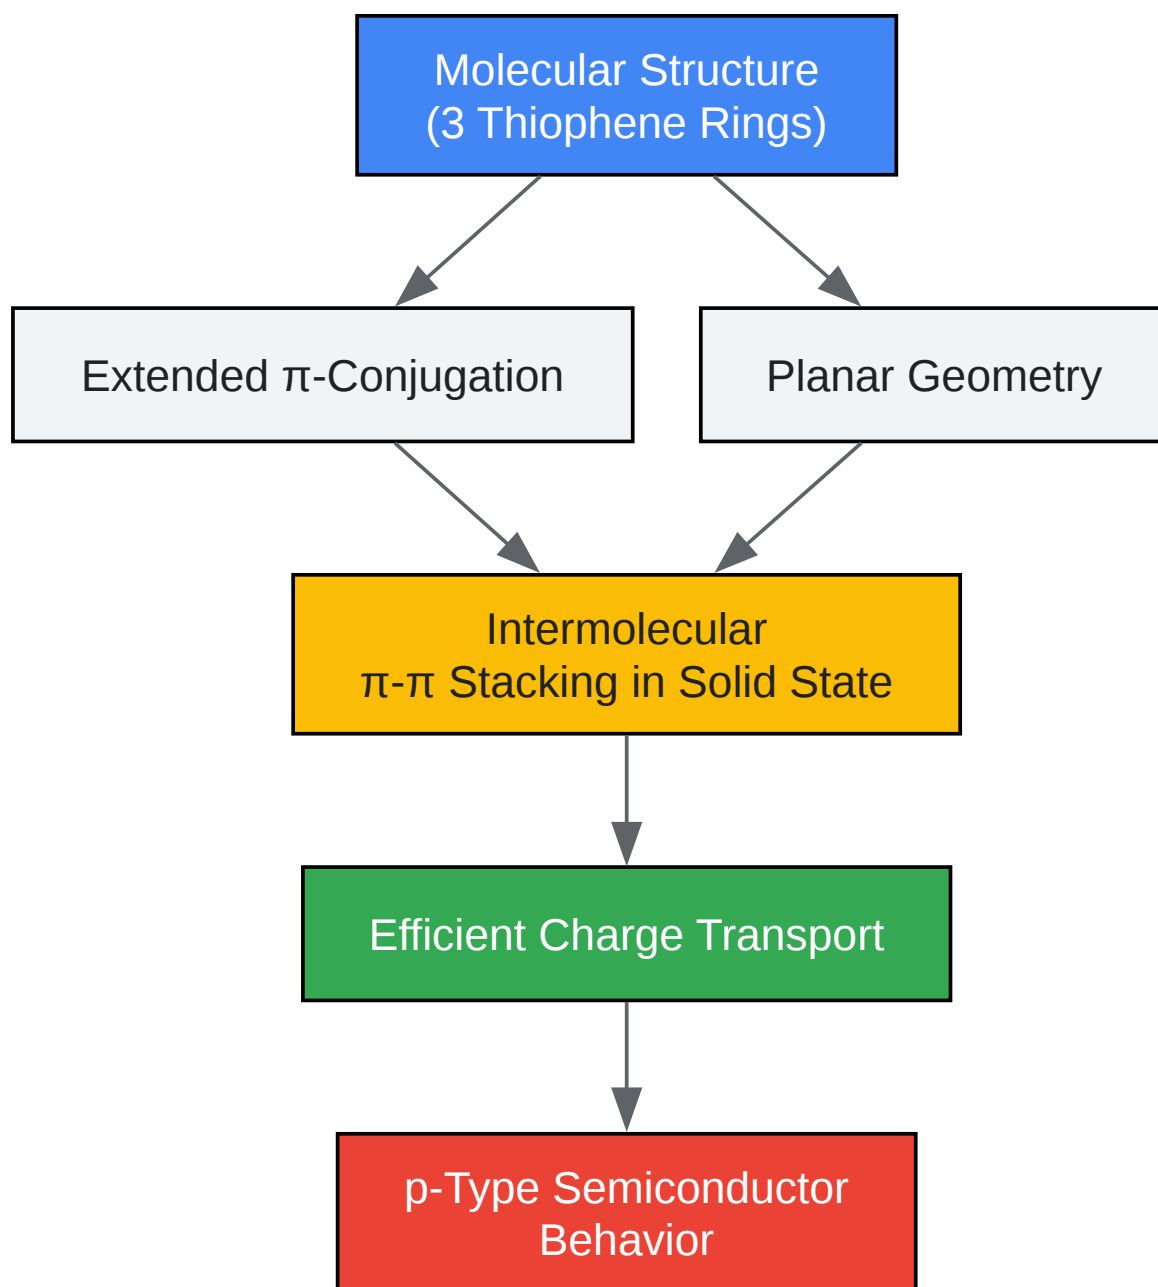 Molecular Structure
(3 Thiophene Rings)
Extended π-Conjugation
Planar Geometry
Intermolecular
π-π Stacking in Solid State
Efficient Charge Transport
p-Type Semiconductor
Behavior